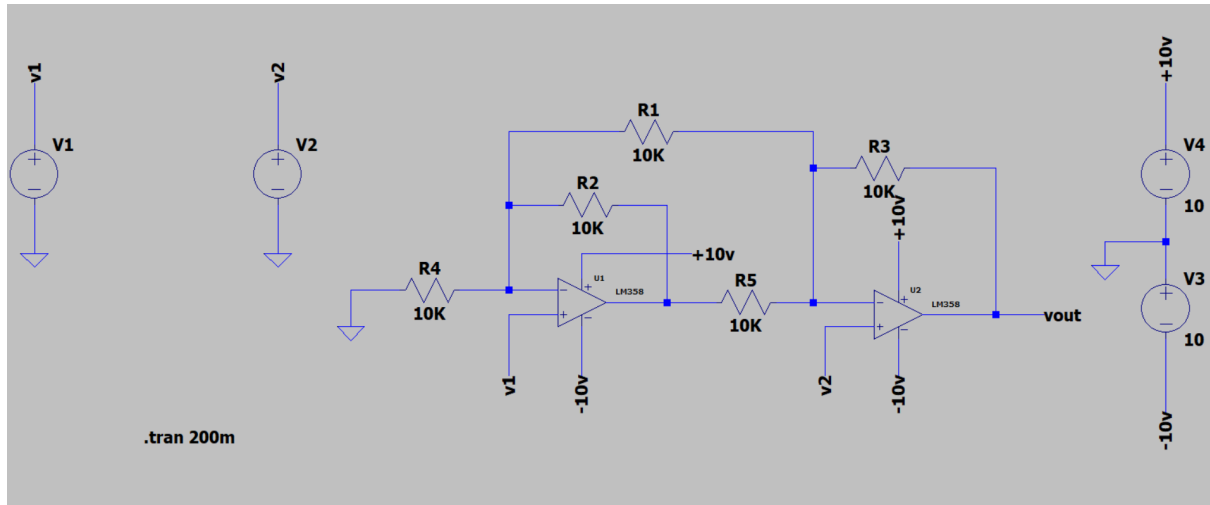 v1
V1
v2
V2
R1
10K
R2
10K
R3
10K
+10v
R4
10K
U1
LM358
+10v
v1
-10v
R5
10K
U2
LM358
v2
-10v
vout
+10v
V4
10
V3
10
-10v
.tran 200m